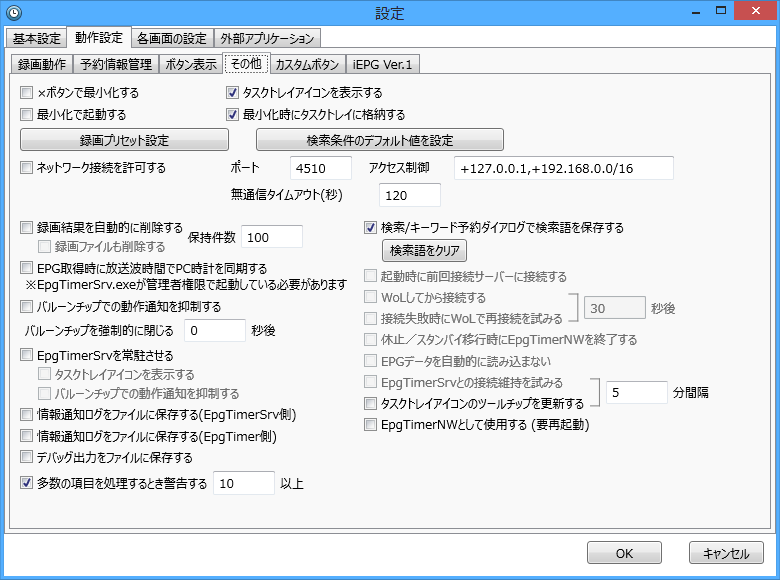 設定
基本設定 動作設定 各画面の設定 外部アプリケーション
録画動作 予約情報管理 ボタン表示 その他 カスタムボタン iEPG Ver.1
×ボタンで最小化する タスクトレイアイコンを表示する
最小化で起動する 最小化時にタスクトレイに格納する
録画プリセット設定 検索条件のデフォルト値を設定
ネットワーク接続を許可する ポート 4510 アクセス制御 +127.0.0.1,+192.168.0.0/16
無通信タイムアウト(秒) 120
録画結果を自動的に削除する 保持件数 100
録画ファイルも削除する
EPG取得時に放送波時間でPC時計を同期する
※EpgTimerSrv.exeが管理者権限で起動している必要があります
バルーンチップでの動作通知を抑制する
バルーンチップを強制的に閉じる 0 秒後
EpgTimerSrvを常駐させる
タスクトレイアイコンを表示する
バルーンチップでの動作通知を抑制する
情報通知ログをファイルに保存する(EpgTimerSrv側)
情報通知ログをファイルに保存する(EpgTimer側)
デバッグ出力をファイルに保存する
多数の項目を処理するとき警告する 10 以上
検索/キーワード予約ダイアログで検索語を保存する
検索語をクリア
起動時に前回接続サーバーに接続する
WoLしてから接続する
接続失敗時にWoLで再接続を試みる 30 秒後
休止／スタンバイ移行時にEpgTimerNWを終了する
EPGデータを自動的に読み込まない
EpgTimerSrvとの接続維持を試みる
タスクトレイアイコンのツールチップを更新する 5 分間隔
EpgTimerNWとして使用する (要再起動)
OK キャンセル